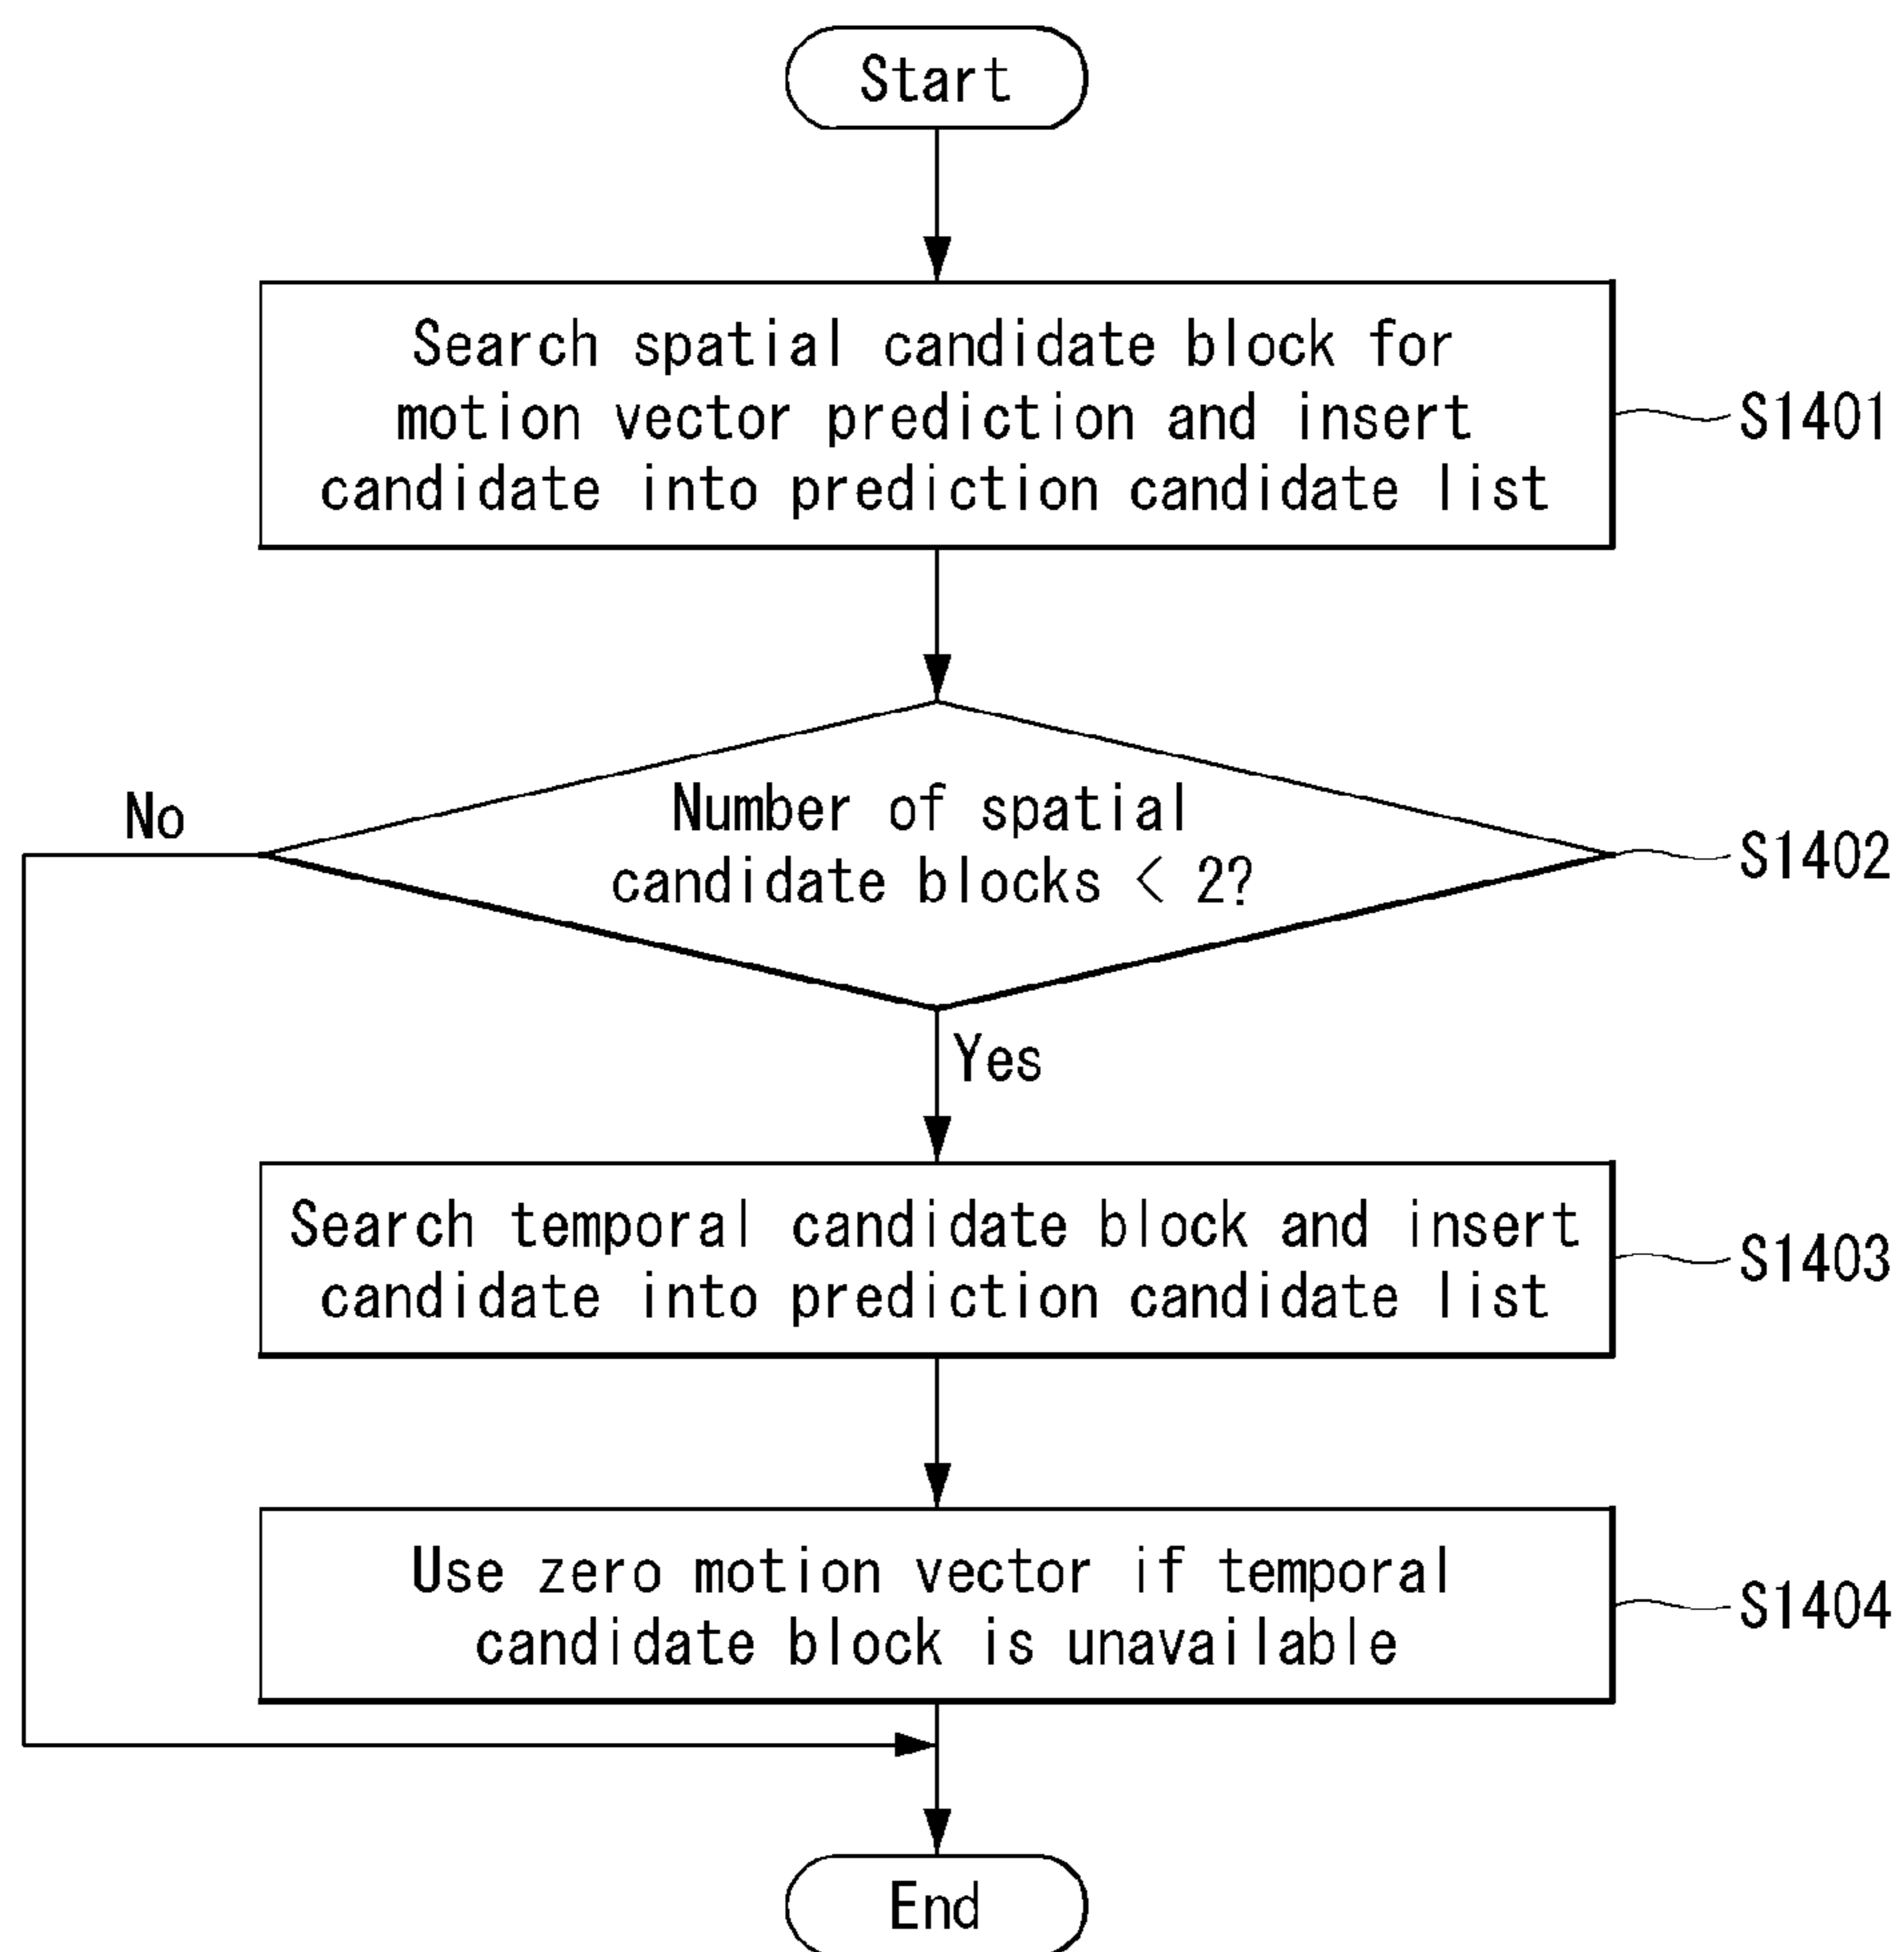 Start
Search spatial candidate block for
motion vector prediction and insert
candidate into prediction candidate list
S1401
No
Number of spatial
candidate blocks < 2?
S1402
Yes
Search temporal candidate block and insert
candidate into prediction candidate list
S1403
Use zero motion vector if temporal
candidate block is unavailable
S1404
End